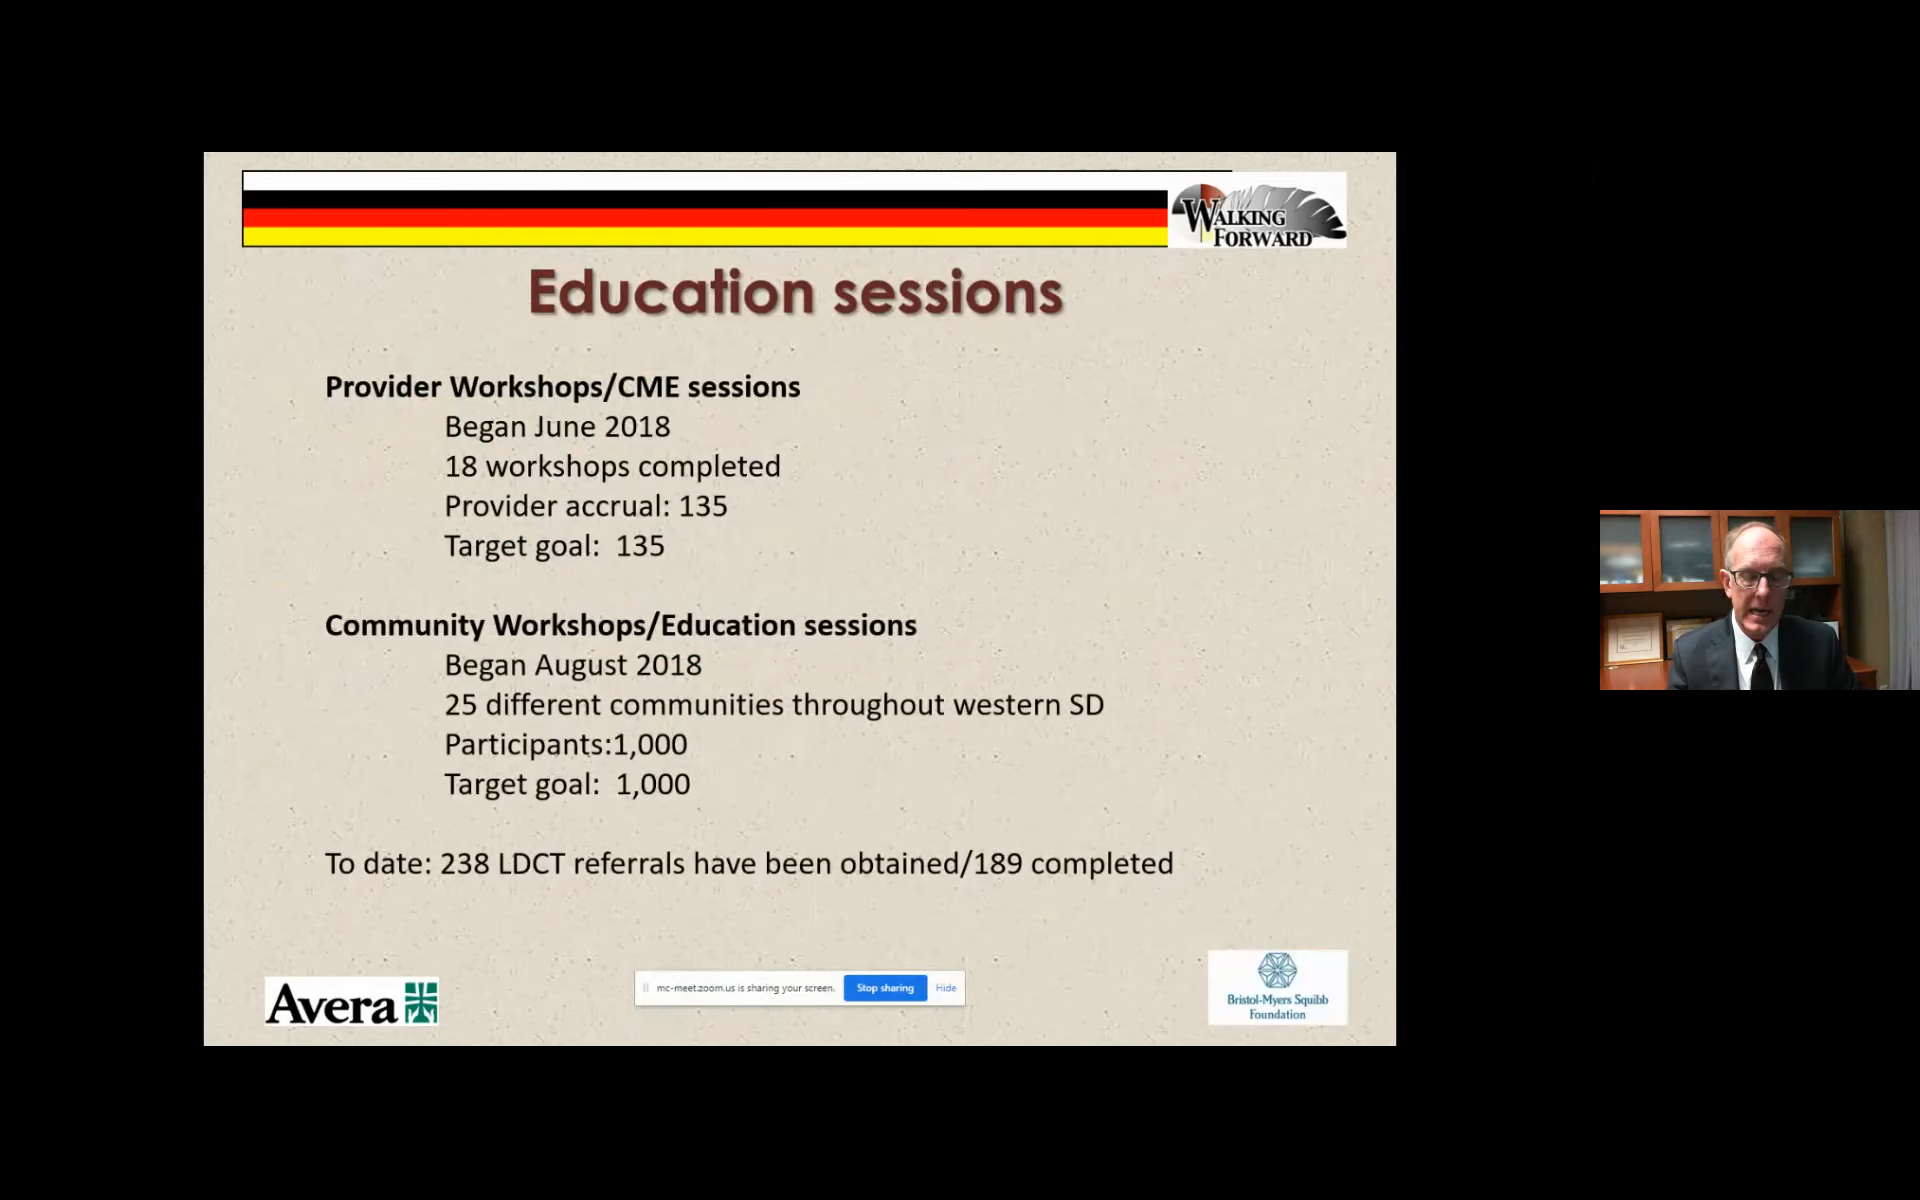 WALKING
FORWARD
Education sessions
Provider Workshops/CME sessions
Began June 2018
18 workshops completed
Provider accrual: 135
Target goal:  135
Community Workshops/Education sessions
Began August 2018
25 different communities throughout western SD
Participants:1,000
Target goal:  1,000
To date: 238 LDCT referrals have been obtained/189 completed
Avera
mc-meet.zoom.us is sharing your screen. Stop sharing Hide
Bristol-Myers Squibb
Foundation